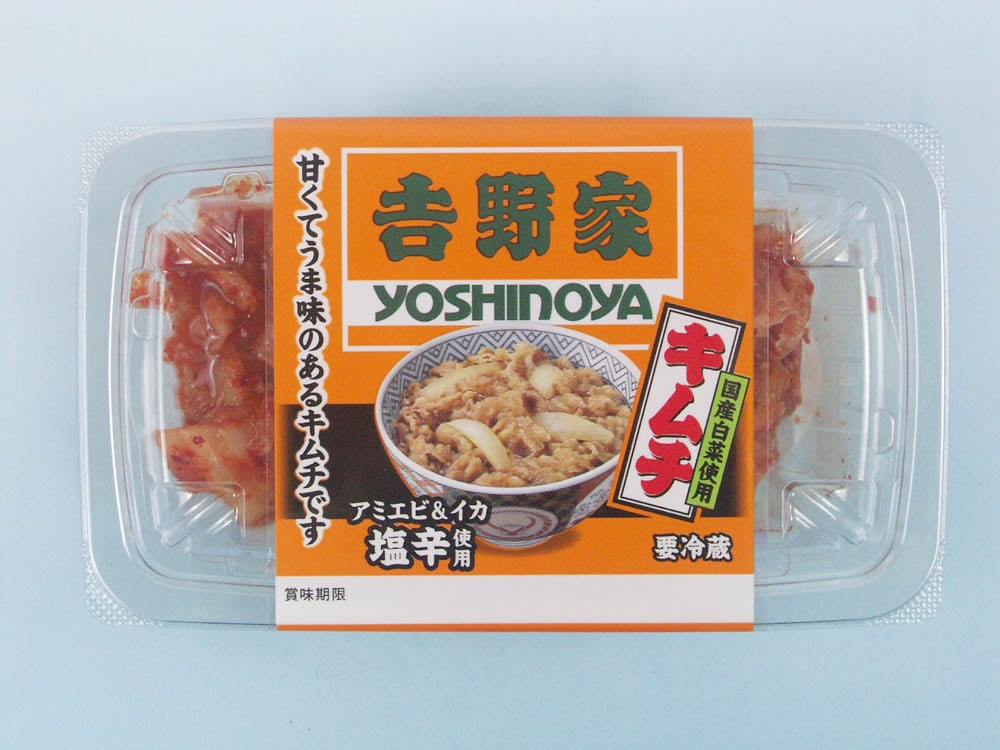 甘くてうま味のあるキムチです
𠮷野家
YOSHINOYA
キムチ
国産白菜使用
アミエビ&イカ
塩辛使用
要冷蔵
賞味期限